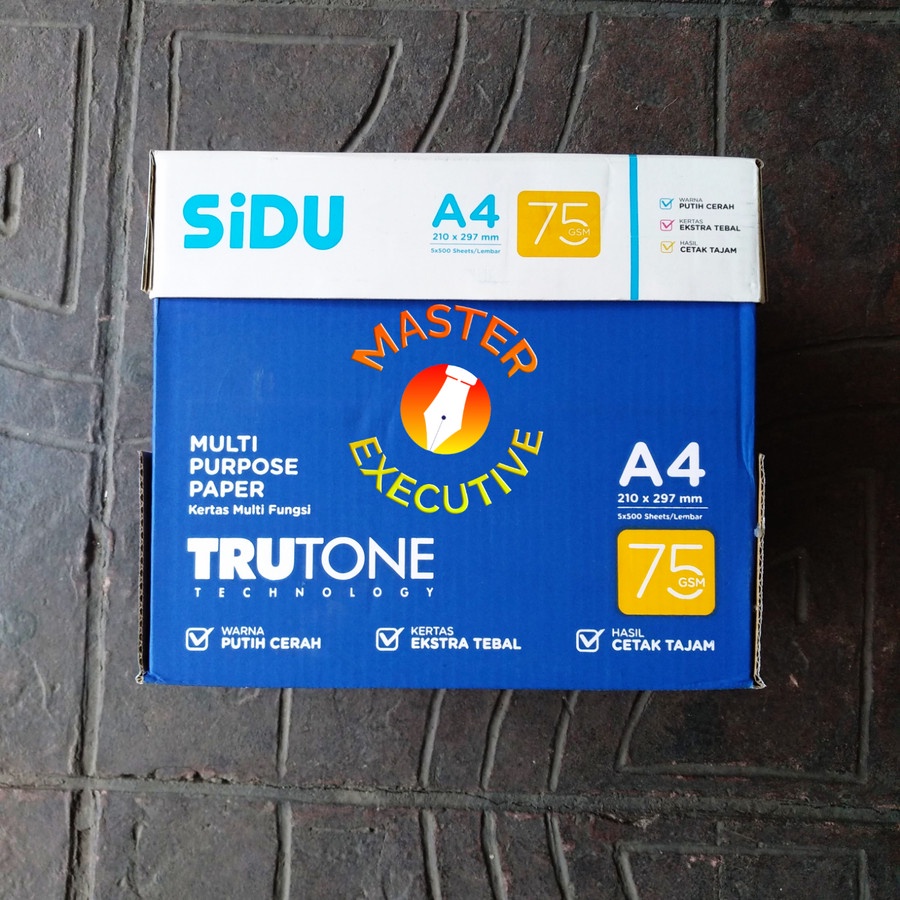 SiDU
A4
210 x 297 mm
5x500 Sheets/Lembar
75
GSM
WARNA
PUTIH CERAH
KERTAS
EKSTRA TEBAL
HASIL
CETAK TAJAM
MASTER
EXECUTIVE
MULTI
PURPOSE
PAPER
Kertas Multi Fungsi
TRUTONE
TECHNOLOGY
A4
210 x 297 mm
5x500 Sheets/Lembar
75
GSM
WARNA
PUTIH CERAH
KERTAS
EKSTRA TEBAL
HASIL
CETAK TAJAM